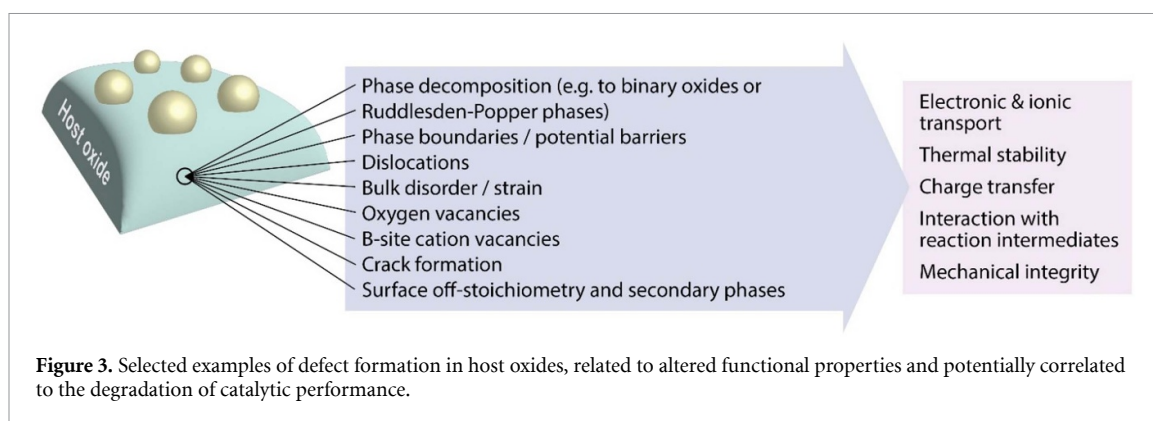 Host oxide
Phase decomposition (e.g. to binary oxides or
Ruddlesden-Popper phases)
Phase boundaries / potential barriers
Dislocations
Bulk disorder / strain
Oxygen vacancies
B-site cation vacancies
Crack formation
Surface off-stoichiometry and secondary phases
Electronic & ionic
transport
Thermal stability
Charge transfer
Interaction with
reaction intermediates
Mechanical integrity
Figure 3. Selected examples of defect formation in host oxides, related to altered functional properties and potentially correlated
to the degradation of catalytic performance.